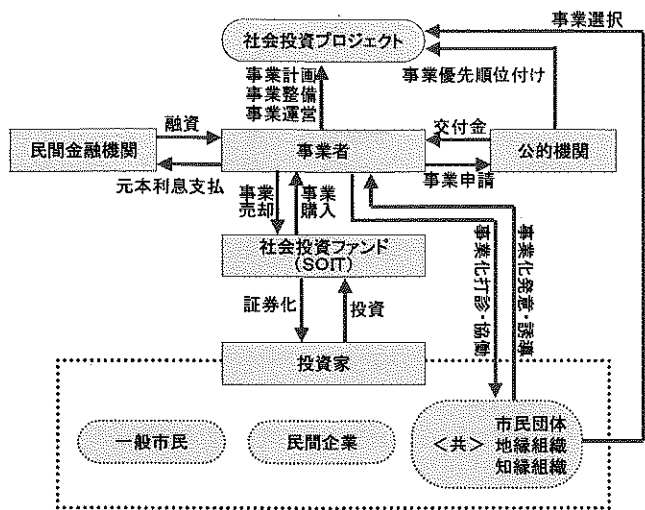 事業選択
社会投資プロジェクト
事業計画
事業整備
事業運営
事業優先順位付け
融資
交付金
民間金融機関
事業者
公的機関
元本利息支払
事業申請
事業
売却
事業
購入
社会投資ファンド
(SOIT)
事業化打診・協働
事業化発意・誘導
証券化
投資
投資家
一般市民
民間企業
<共>
市民団体
地縁組織
知縁組織